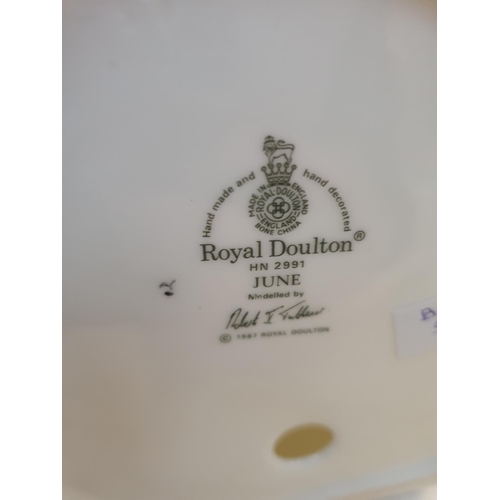 Hand made and hand decorated
MADE IN ENGLAND
ROYAL DOULTON
ENGLAND
BONE CHINA
Royal Doulton®
HN 2991
JUNE
Modelled by
© 1987 ROYAL DOULTON
B